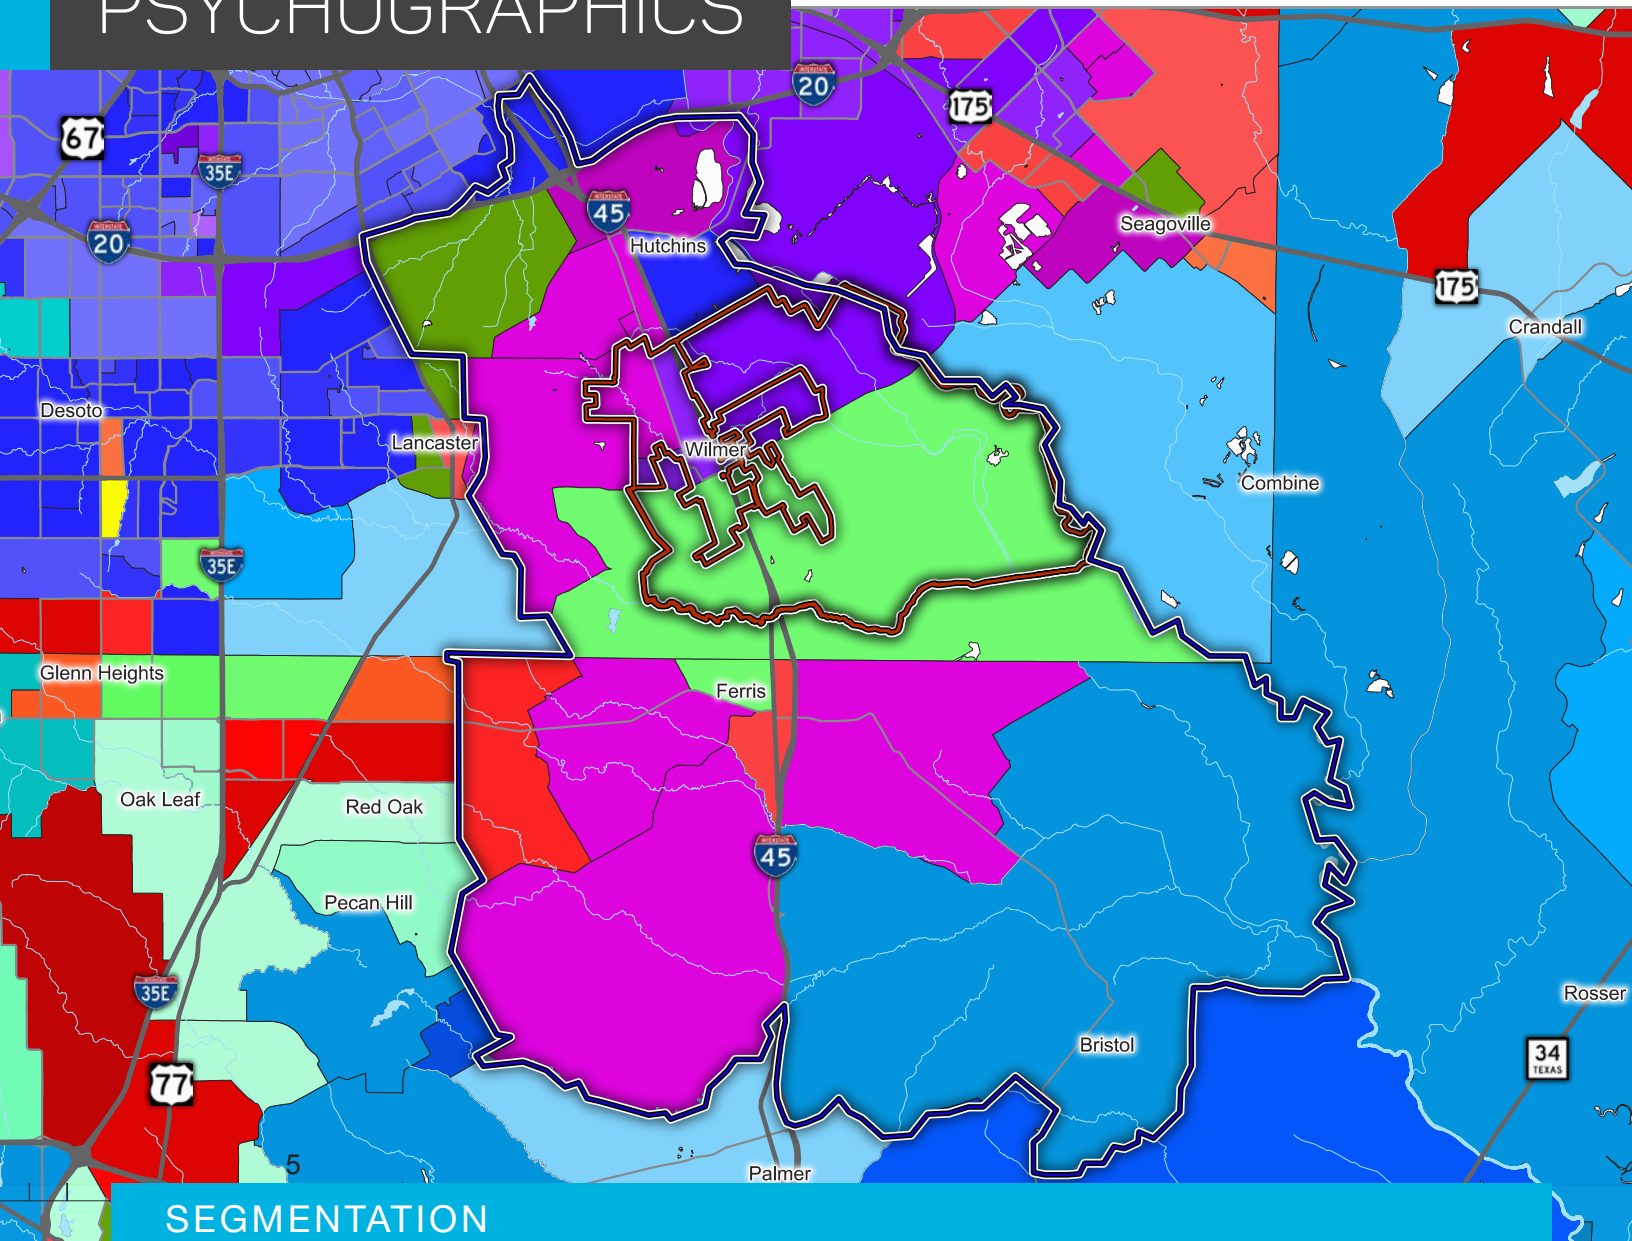 PSYCHOGRAPHICS
20
175
67
35E
45
20
Hutchins
Seagoville
175
Crandall
Desoto
Lancaster
Wilmer
Combine
35E
Glenn Heights
Ferris
Oak Leaf
Red Oak
45
Pecan Hill
35E
Rosser
Bristol
34
TEXAS
77
5
Palmer
SEGMENTATION